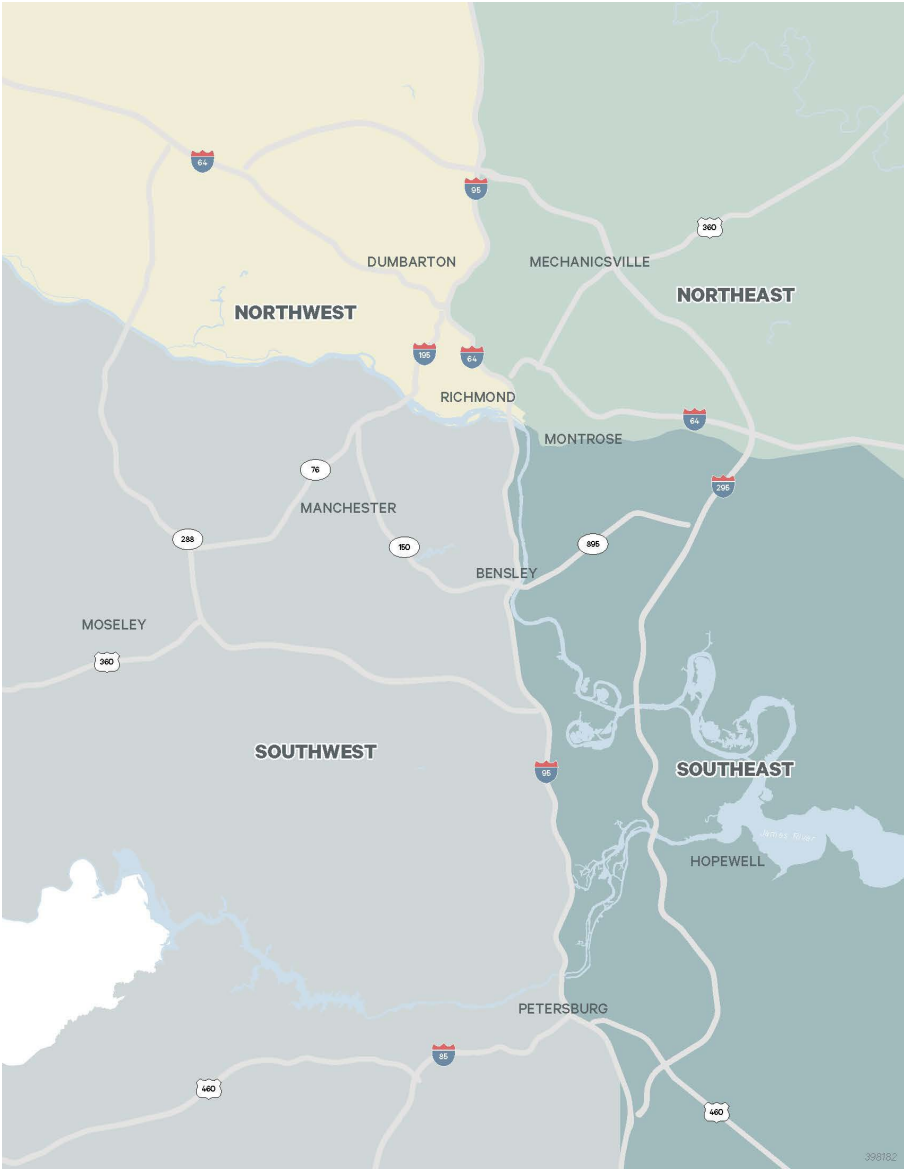 64
95
360
DUMBARTON
MECHANICSVILLE
NORTHEAST
NORTHWEST
195
64
RICHMOND
64
MONTROSE
76
295
MANCHESTER
288
150
895
BENSLEY
MOSELEY
360
SOUTHWEST
95
SOUTHEAST
James River
HOPEWELL
PETERSBURG
85
460
460
398182